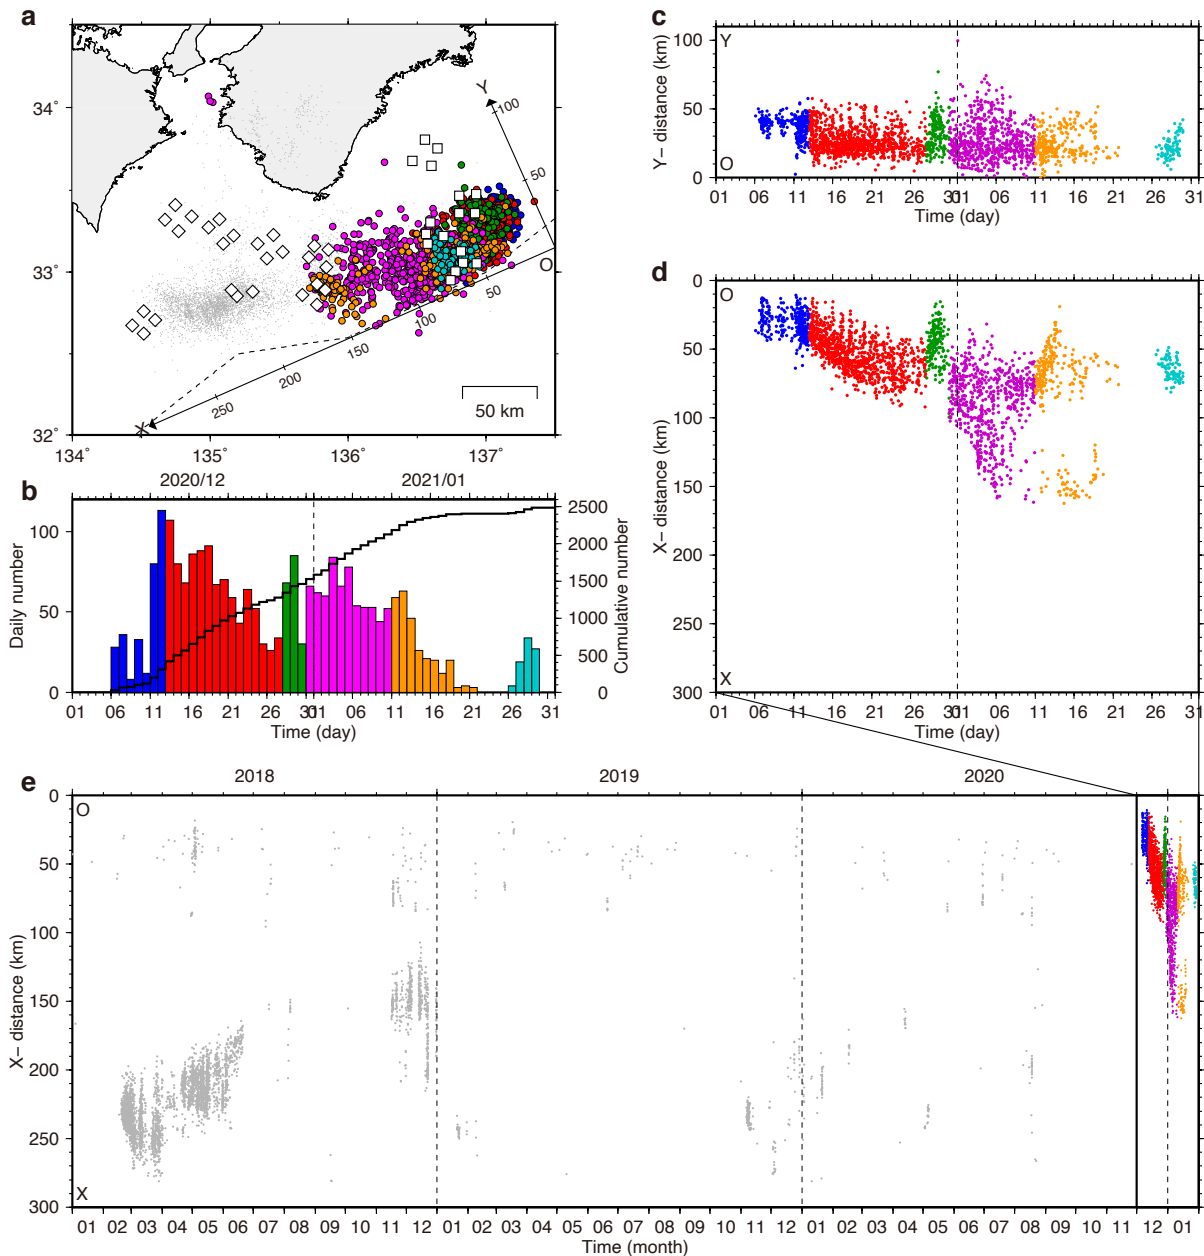 a
34˚
33˚
32˚
134˚ 135˚ 136˚ 137˚
Y
100
50
O
50
100
150
200
250
X
50 km
b
2020/12 2021/01
Daily number
100
50
0
Cumulative number
2500
2000
1500
1000
500
0
01 06 11 16 21 26 31 01 06 11 16 21 26 31
Time (day)
c
Y− distance (km)
100
50
0
Y
O
01 06 11 16 21 26 31 01 06 11 16 21 26 31
Time (day)
d
X− distance (km)
0
50
100
150
200
250
300
O
X
01 06 11 16 21 26 31 01 06 11 16 21 26 31
Time (day)
e
2018 2019 2020
X− distance (km)
0
50
100
150
200
250
300
O
X
01 02 03 04 05 06 07 08 09 10 11 12 01 02 03 04 05 06 07 08 09 10 11 12 01 02 03 04 05 06 07 08 09 10 11 12 01
Time (month)